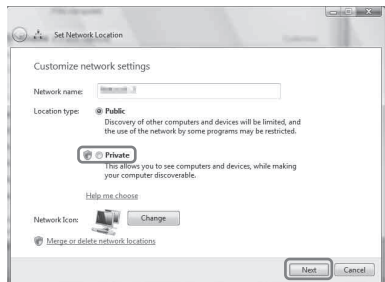 Set Network Location
Customize network settings
Network name:
Location type:
Public
Discovery of other computers and devices will be limited, and
the use of the network by some programs may be restricted.
Private
This allows you to see computers and devices, while making
your computer discoverable.
Help me choose
Network Icon:
Change
Merge or delete network locations
Next
Cancel